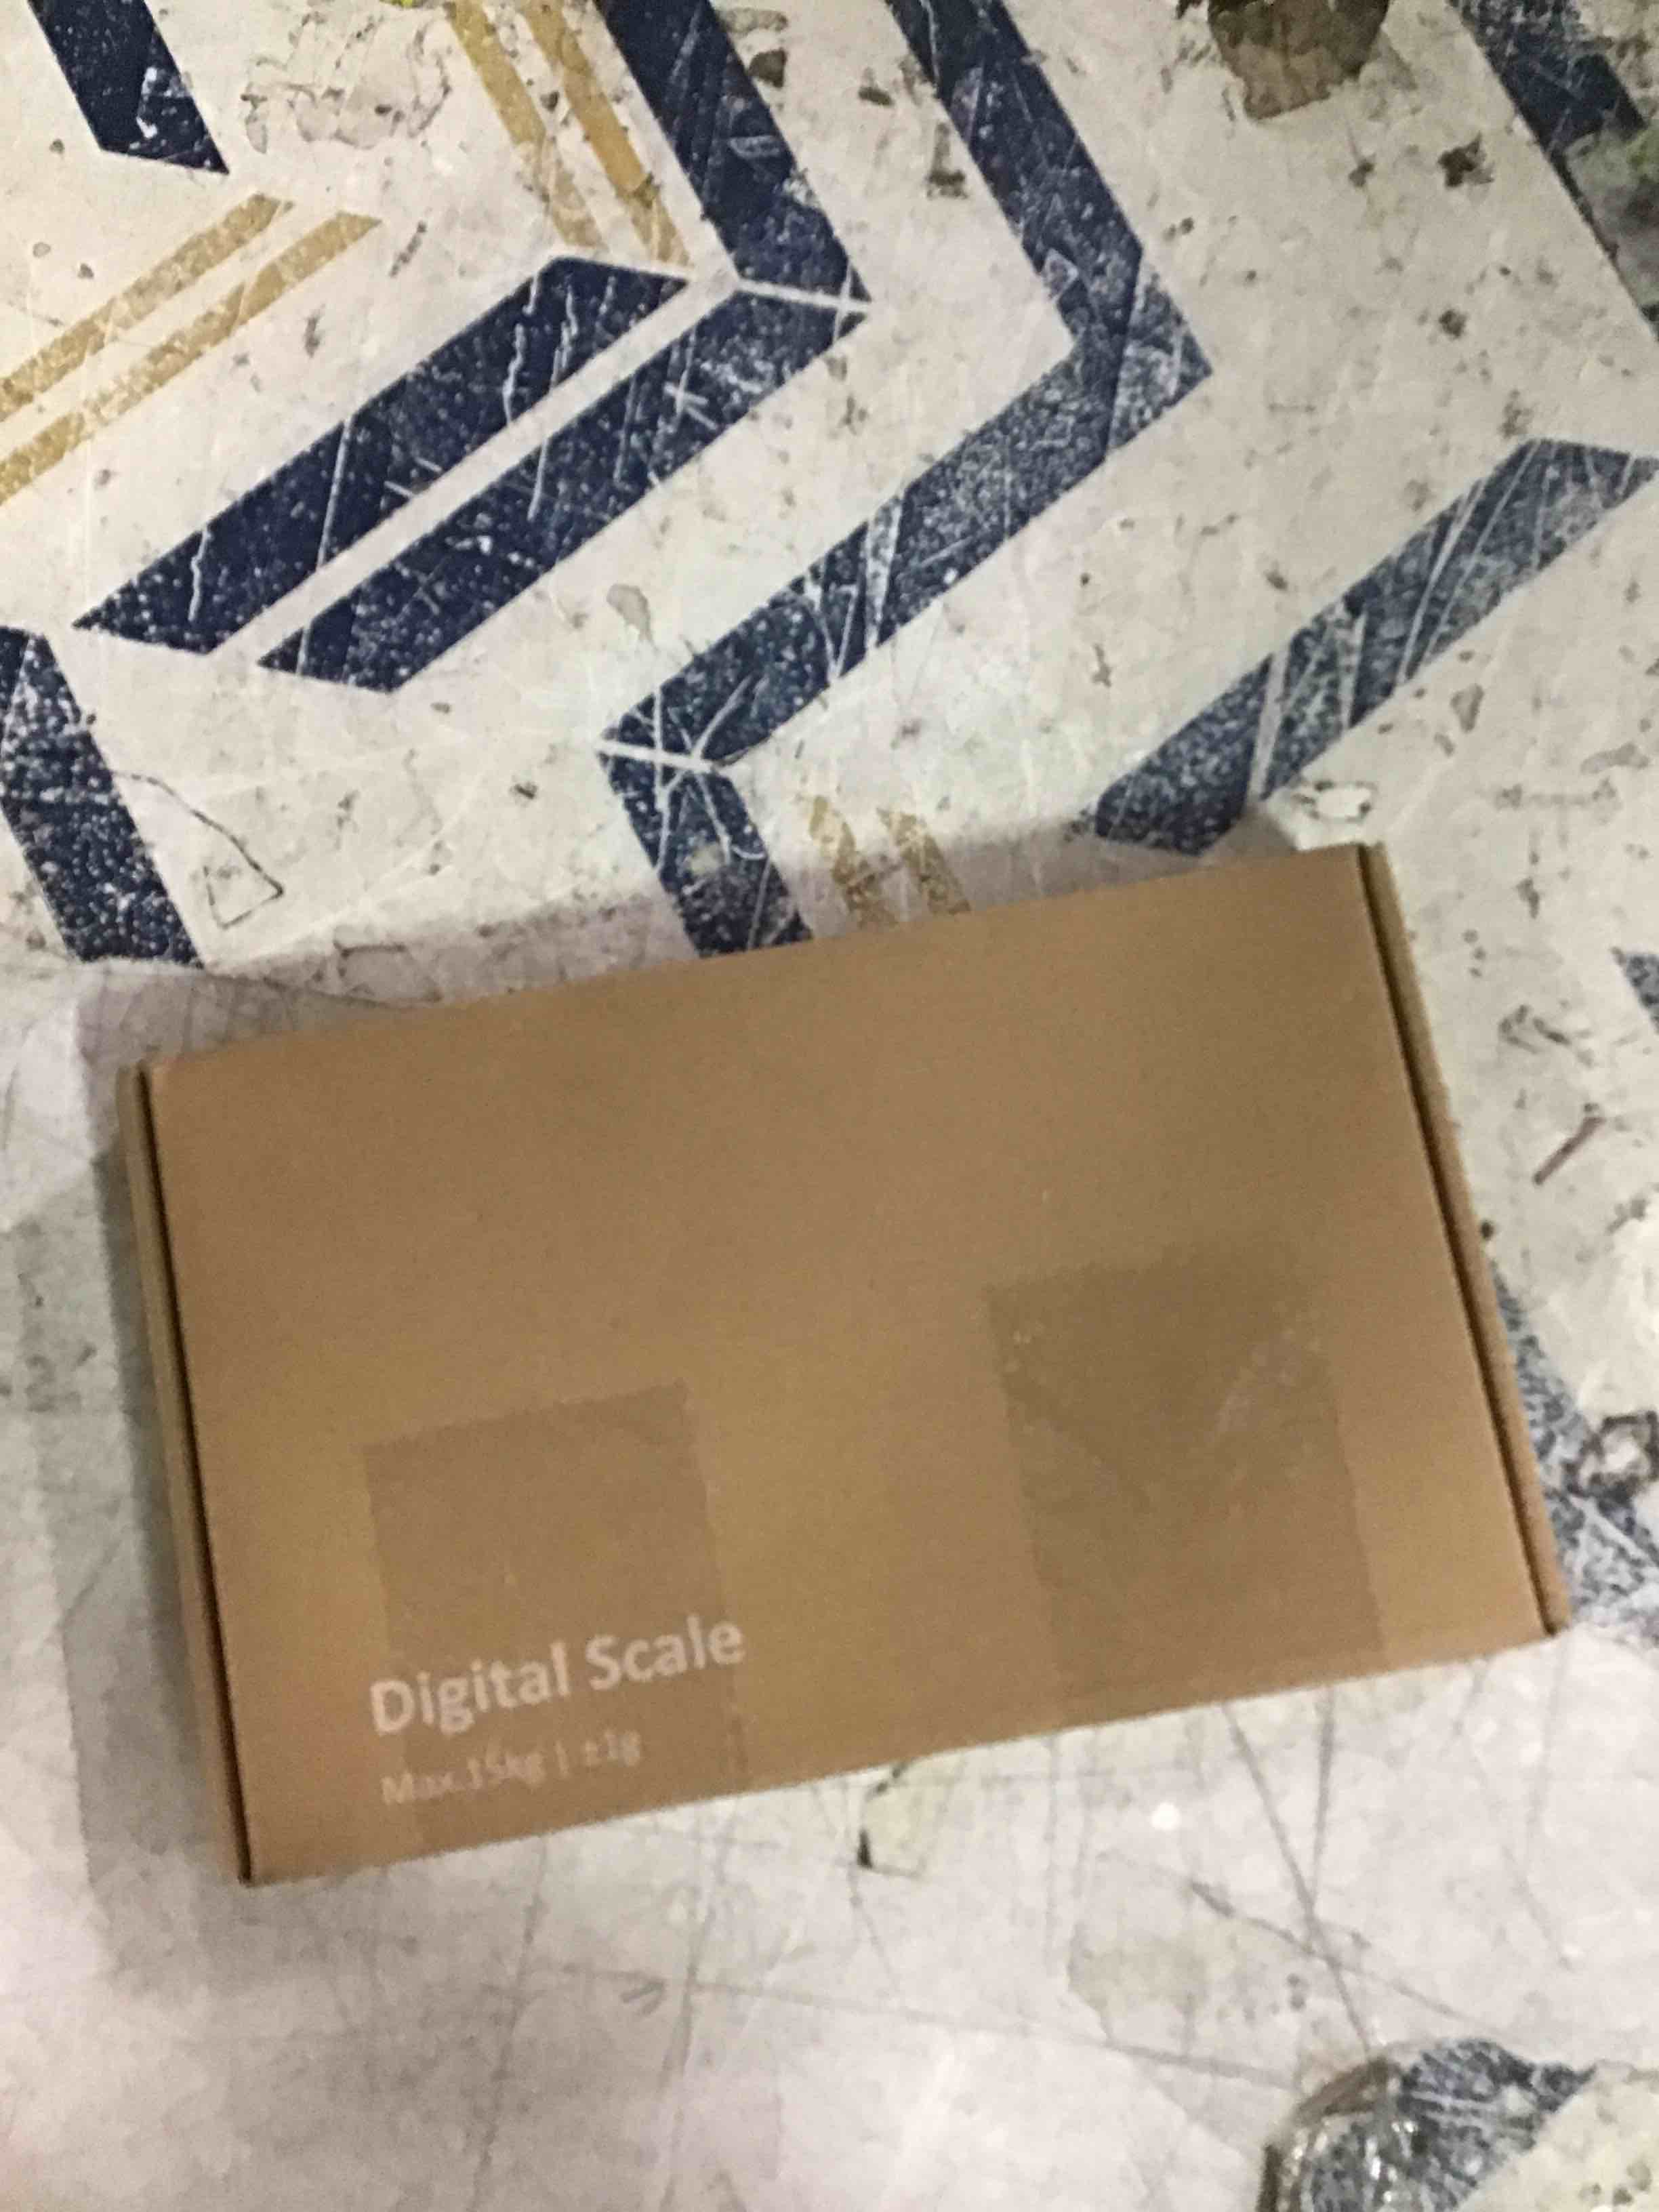 Digital Scale
Max.15kg | ±1g